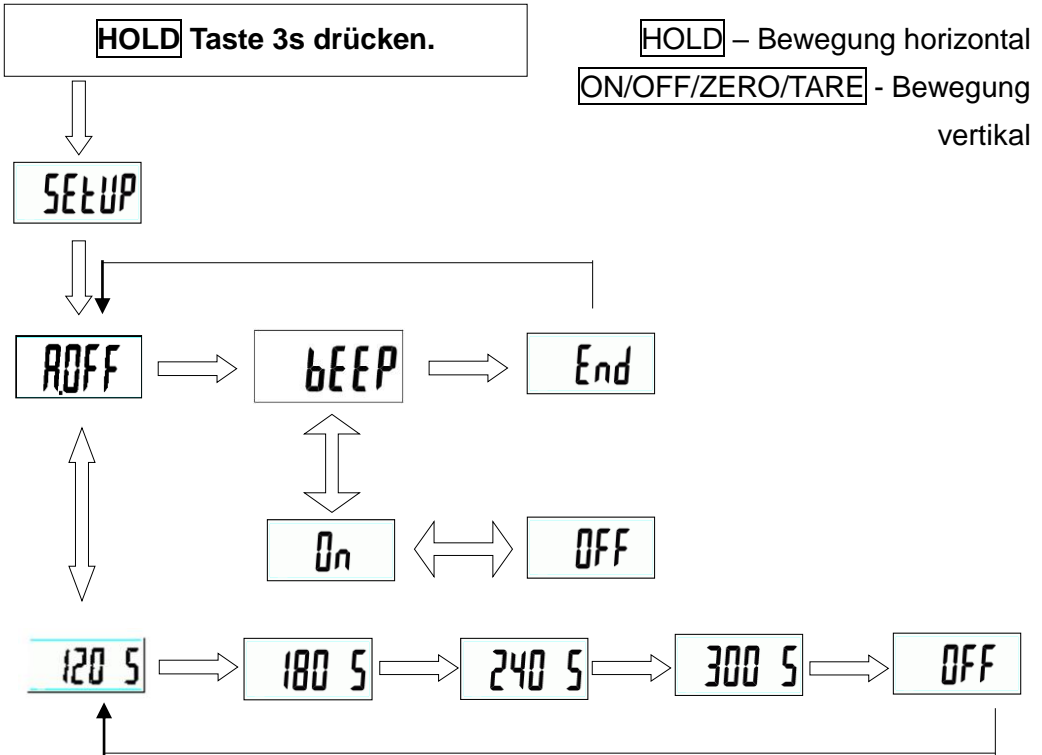 HOLD Taste 3s drücken.
HOLD – Bewegung horizontal
ON/OFF/ZERO/TARE - Bewegung
vertikal
SEtUP
A.OFF
bEEP
End
On
OFF
120 S
180 S
240 S
300 S
OFF